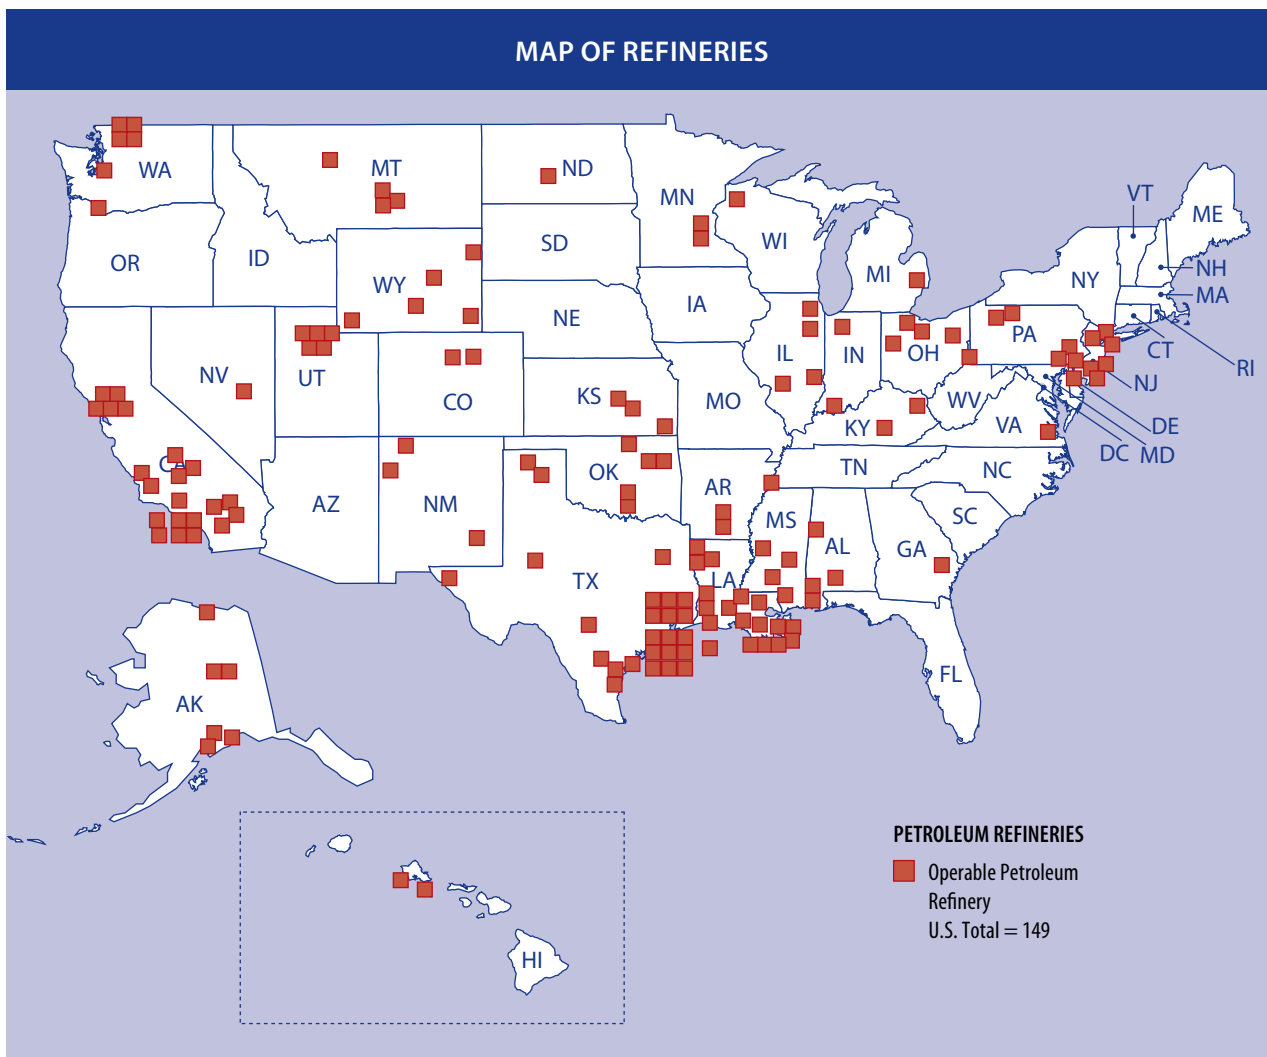 MAP OF REFINERIES
WA
MT
ND
MN
VT
ME
OR
ID
SD
WI
MI
NY
NH
MA
WY
IA
NE
PA
CT
RI
NV
UT
IL
IN
OH
NJ
CO
KS
MO
WV
VA
KY
DE
DC
MD
CA
AZ
NM
OK
TN
NC
AR
MS
AL
GA
SC
TX
LA
FL
AK
HI
PETROLEUM REFINERIES
Operable Petroleum
Refinery
U.S. Total = 149